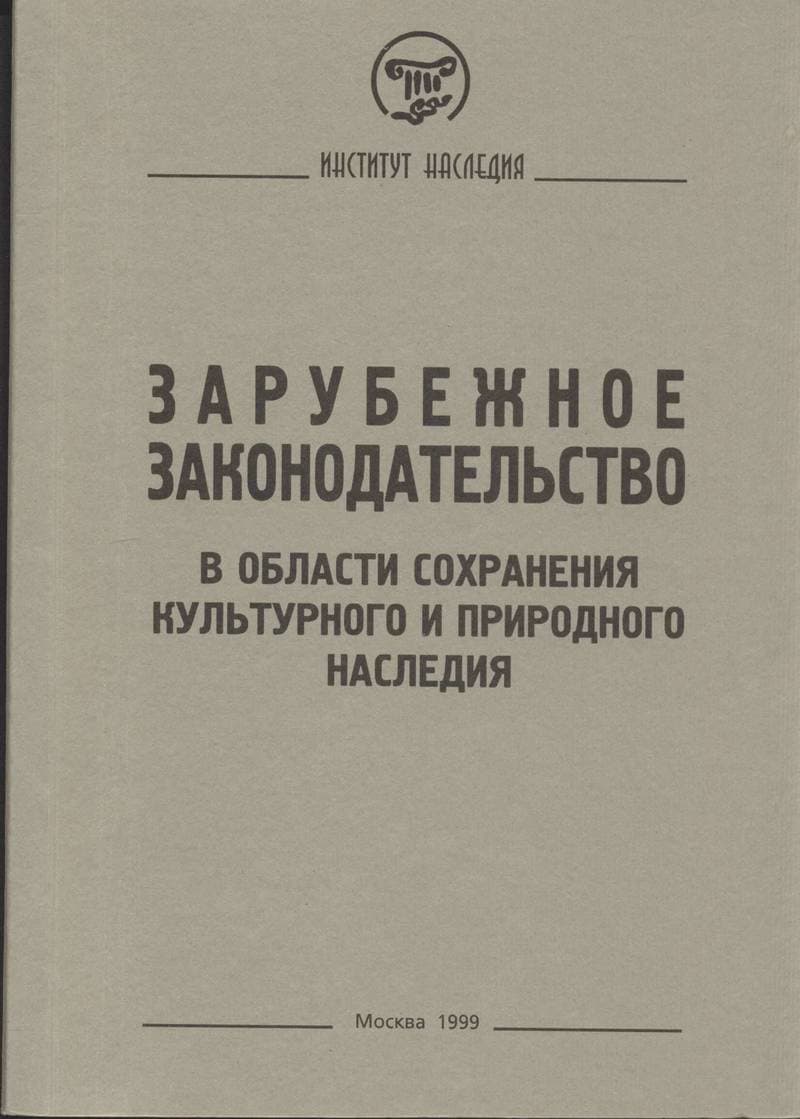 ИНСТИТУТ НАСЛЕДИЯ
ЗАРУБЕЖНОЕ
ЗАКОНОДАТЕЛЬСТВО
В ОБЛАСТИ СОХРАНЕНИЯ
КУЛЬТУРНОГО И ПРИРОДНОГО
НАСЛЕДИЯ
Москва 1999